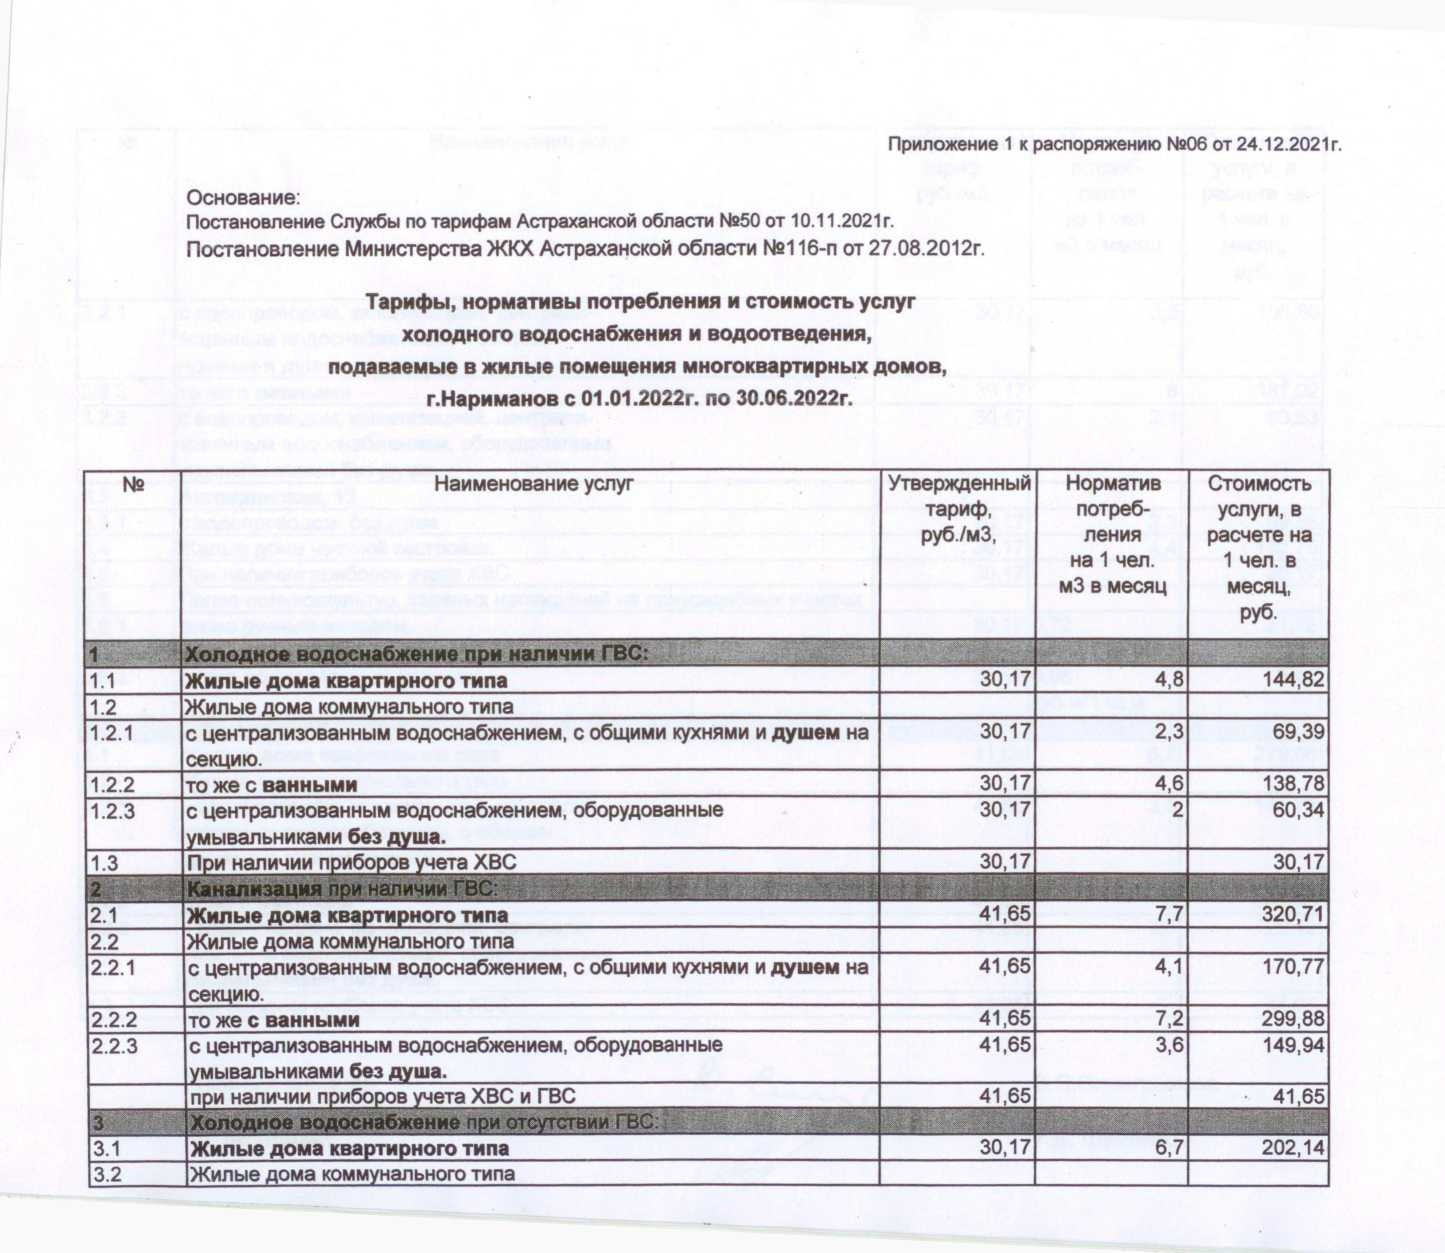 Приложение 1 к распоряжению №06 от 24.12.2021г.
Основание:
Постановление Службы по тарифам Астраханской области №50 от 10.11.2021г.
Постановление Министерства ЖКХ Астраханской области №116-п от 27.08.2012г.
Тарифы, нормативы потребления и стоимость услуг
холодного водоснабжения и водоотведения,
подаваемые в жилые помещения многоквартирных домов,
г.Нариманов с 01.01.2022г. по 30.06.2022г.
№ Наименование услуг Утвержденный Норматив Стоимость
тариф, потреб- услуги, в
руб./м3, ления расчете на
на 1 чел. 1 чел. в
м3 в месяц месяц,
руб.
1 Холодное водоснабжение при наличии ГВС:
1.1 Жилые дома квартирного типа 30,17 4,8 144,82
1.2 Жилые дома коммунального типа
1.2.1 с централизованным водоснабжением, с общими кухнями и душем на 30,17 2,3 69,39
секцию.
1.2.2 то же с ванными 30,17 4,6 138,78
1.2.3 с централизованным водоснабжением, оборудованные 30,17 2 60,34
умывальниками без душа.
1.3 При наличии приборов учета ХВС 30,17 30,17
2 Канализация при наличии ГВС:
2.1 Жилые дома квартирного типа 41,65 7,7 320,71
2.2 Жилые дома коммунального типа
2.2.1 с централизованным водоснабжением, с общими кухнями и душем на 41,65 4,1 170,77
секцию.
2.2.2 то же с ванными 41,65 7,2 299,88
2.2.3 с централизованным водоснабжением, оборудованные 41,65 3,6 149,94
умывальниками без душа.
при наличии приборов учета ХВС и ГВС 41,65 41,65
3 Холодное водоснабжение при отсутствии ГВС:
3.1 Жилые дома квартирного типа 30,17 6,7 202,14
3.2 Жилые дома коммунального типа